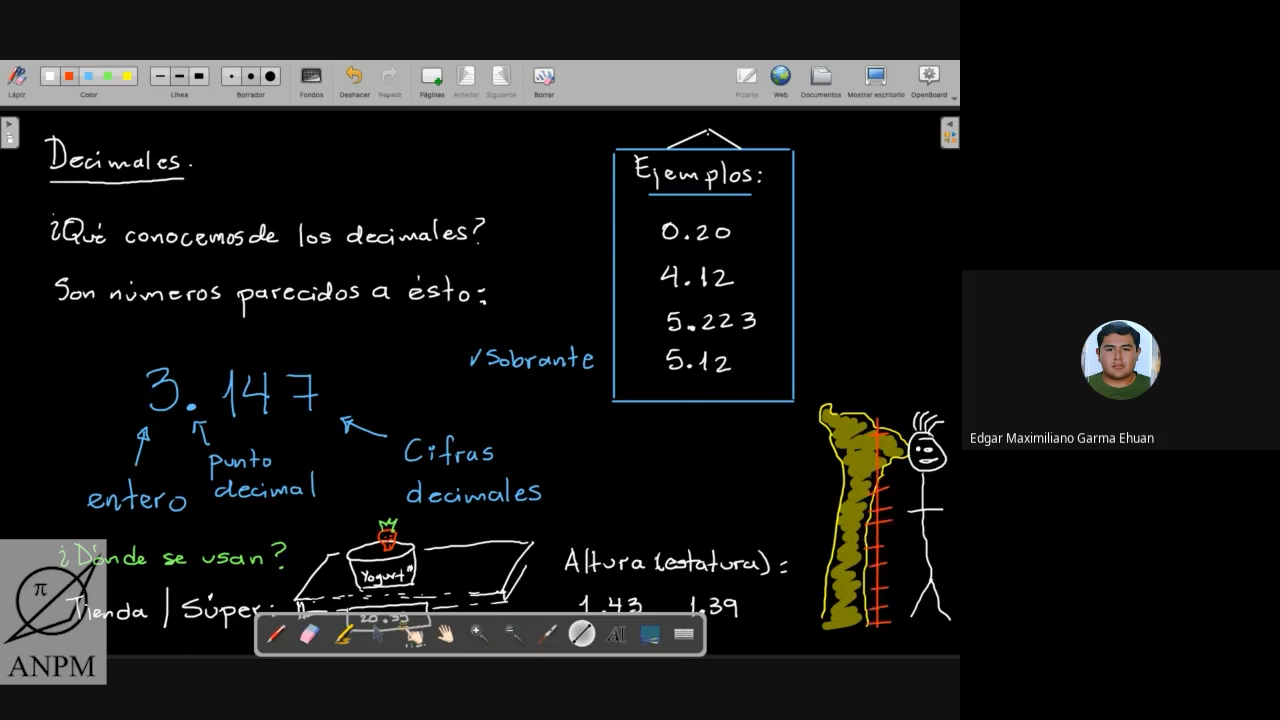 Lápiz
Color
Línea
Borrador
Fondos
Deshacer
Repetir
Páginas
Anterior
Siguiente
Borrar
Pizarra
Web
Documentos
Mostrar escritorio
OpenBoard
Decimales.
¿Qué conocemos de los decimales?
Son números parecidos a ésto:
Ejemplos:
0.20
4.12
5.223
5.12
✓Sobrante
3.147
entero
punto
decimal
Cifras
decimales
¿Dónde se usan?
Tienda | Súper:
Yogurt"
Altura (estatura) :
1.43 1.39
AI
π
ANPM
Edgar Maximiliano Garma Ehuan